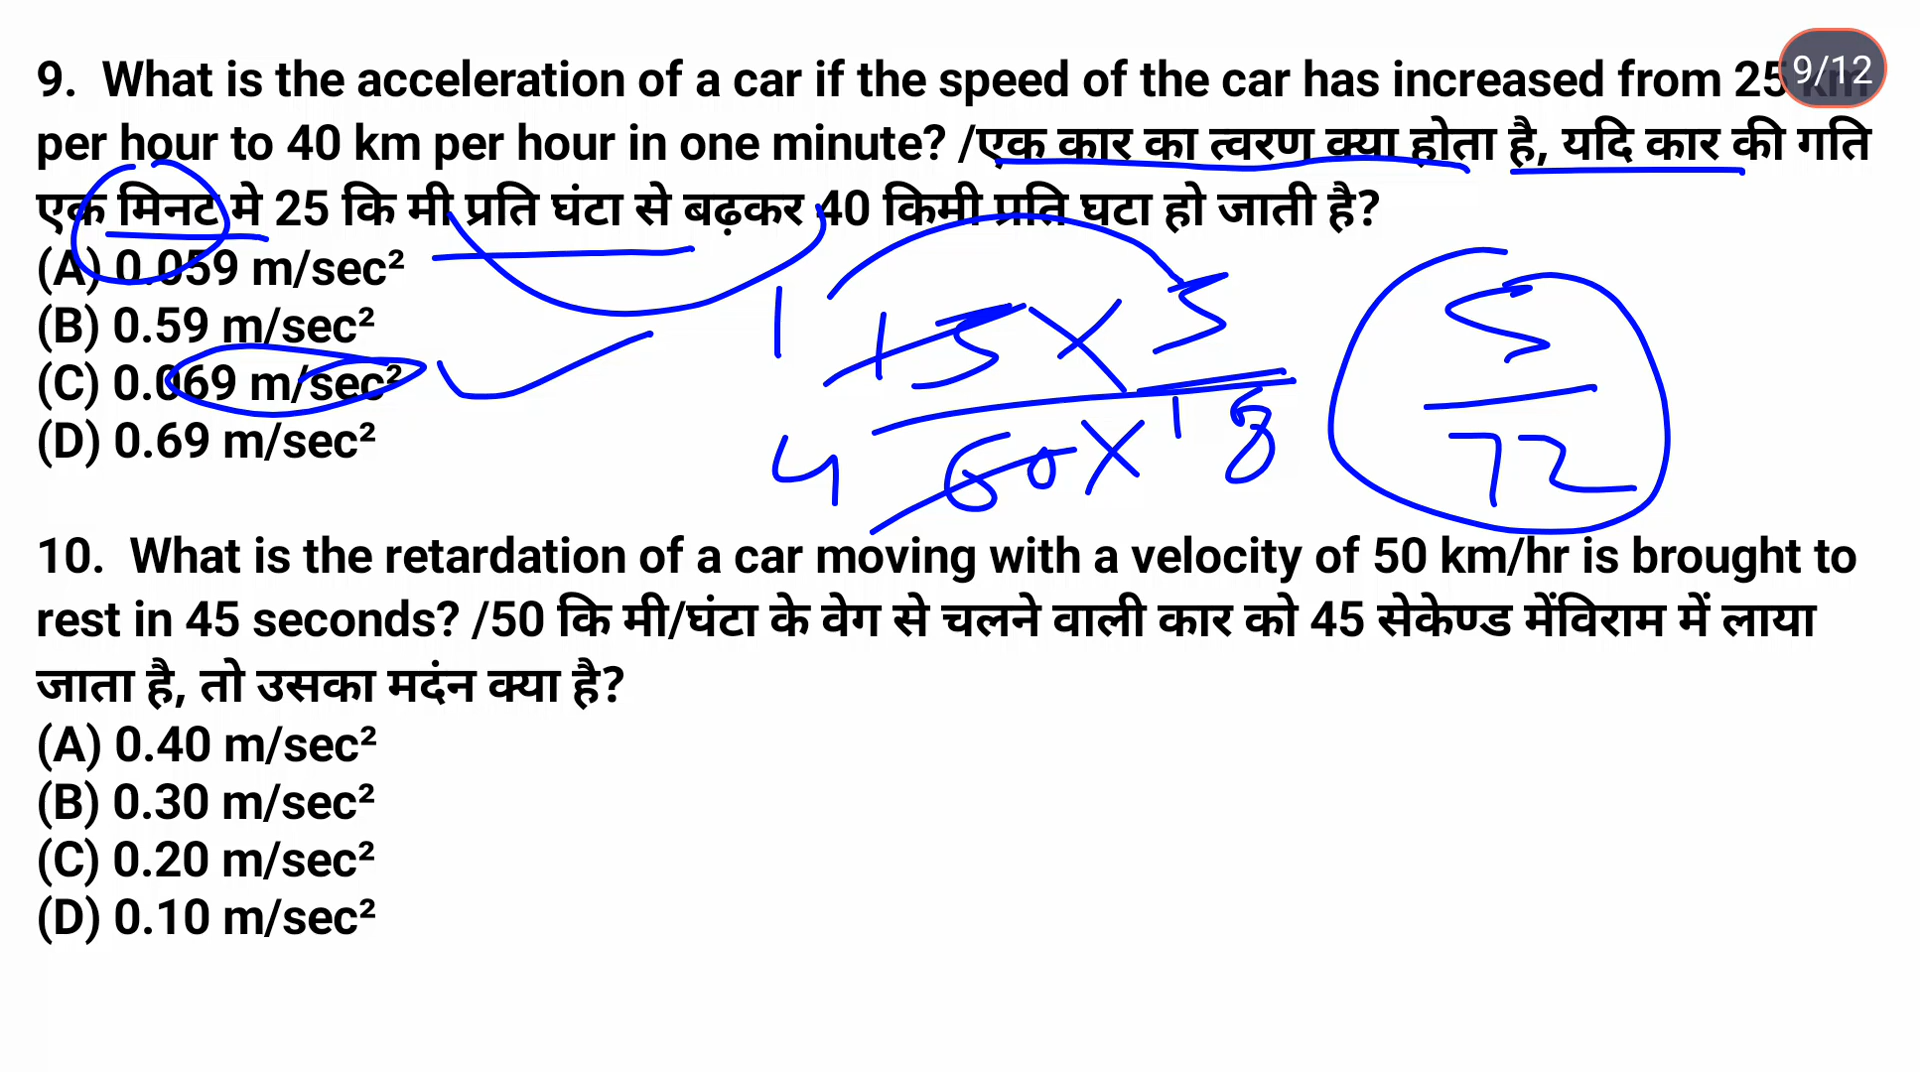 9. What is the acceleration of a car if the speed of the car has increased from 25 km
9/12
per hour to 40 km per hour in one minute? /एक कार का त्वरण क्या होता है, यदि कार की गति
एक मिनट मे 25 कि मी प्रति घंटा से बढ़कर 40 किमी प्रति घटा हो जाती है?
(A) 0.059 m/sec²
(B) 0.59 m/sec²
(C) 0.069 m/sec²
(D) 0.69 m/sec²
1 15 × 5
4 60 × 18
5
72
10. What is the retardation of a car moving with a velocity of 50 km/hr is brought to
rest in 45 seconds? /50 कि मी/घंटा के वेग से चलने वाली कार को 45 सेकेण्ड मेंविराम में लाया
जाता है, तो उसका मदंन क्या है?
(A) 0.40 m/sec²
(B) 0.30 m/sec²
(C) 0.20 m/sec²
(D) 0.10 m/sec²